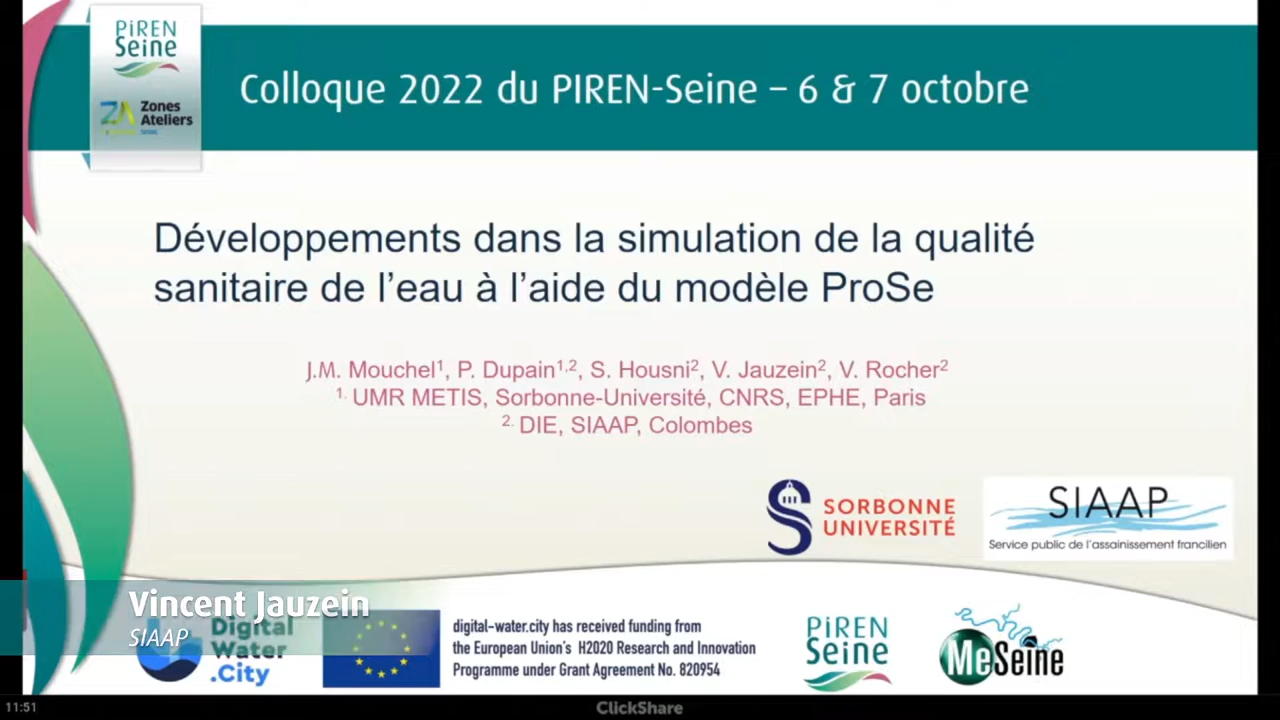 PiREN
Seine
ZA Zones
Ateliers
Colloque 2022 du PIREN-Seine – 6 & 7 octobre
Développements dans la simulation de la qualité
sanitaire de l’eau à l’aide du modèle ProSe
J.M. Mouchel¹, P. Dupain¹,², S. Housni², V. Jauzein², V. Rocher²
¹· UMR METIS, Sorbonne-Université, CNRS, EPHE, Paris
²· DIE, SIAAP, Colombes
SORBONNE
UNIVERSITÉ
SIAAP
Service public de l’assainissement francilien
Vincent Jauzein
SIAAP
Digital
Water
.City
digital-water.city has received funding from
the European Union’s H2020 Research and Innovation
Programme under Grant Agreement No. 820954
PiREN
Seine
MeSeine
11:51
ClickShare